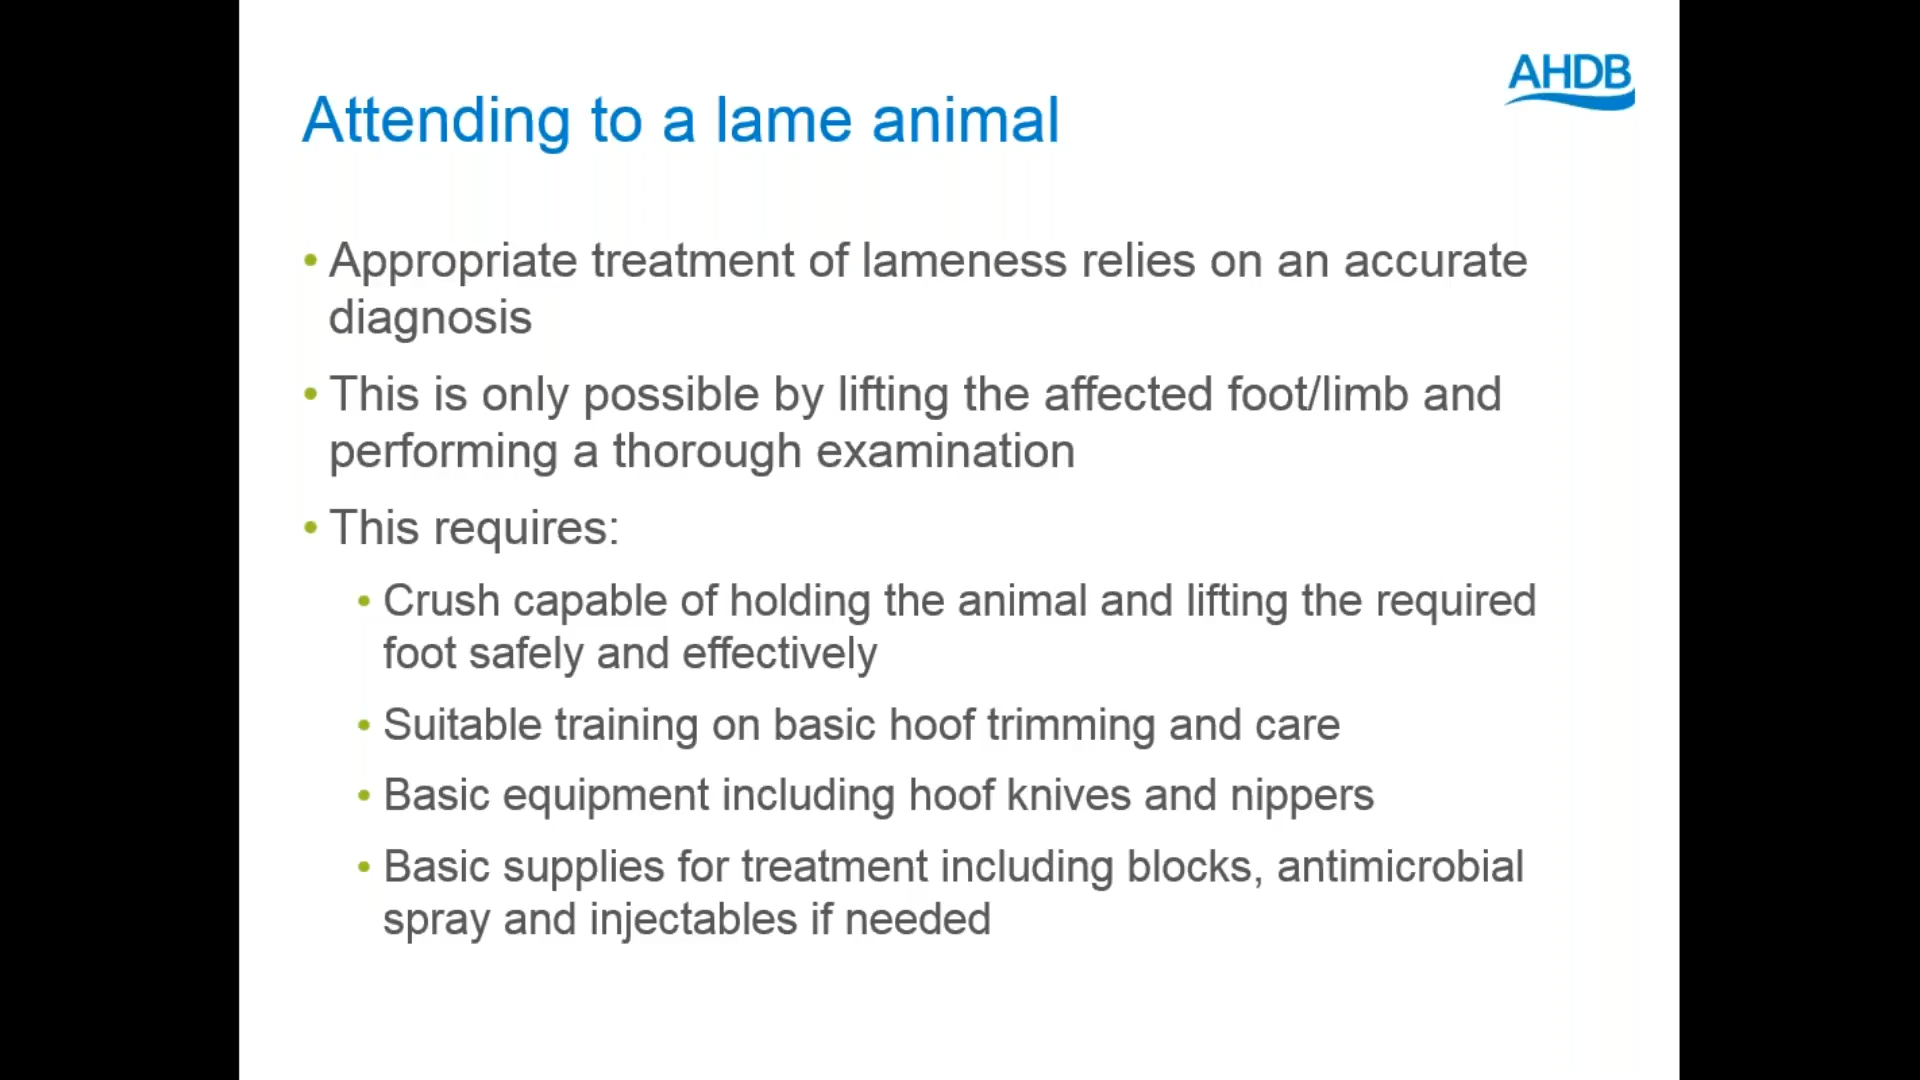 AHDB
Attending to a lame animal
• Appropriate treatment of lameness relies on an accurate
diagnosis
• This is only possible by lifting the affected foot/limb and
performing a thorough examination
• This requires:
• Crush capable of holding the animal and lifting the required
foot safely and effectively
• Suitable training on basic hoof trimming and care
• Basic equipment including hoof knives and nippers
• Basic supplies for treatment including blocks, antimicrobial
spray and injectables if needed